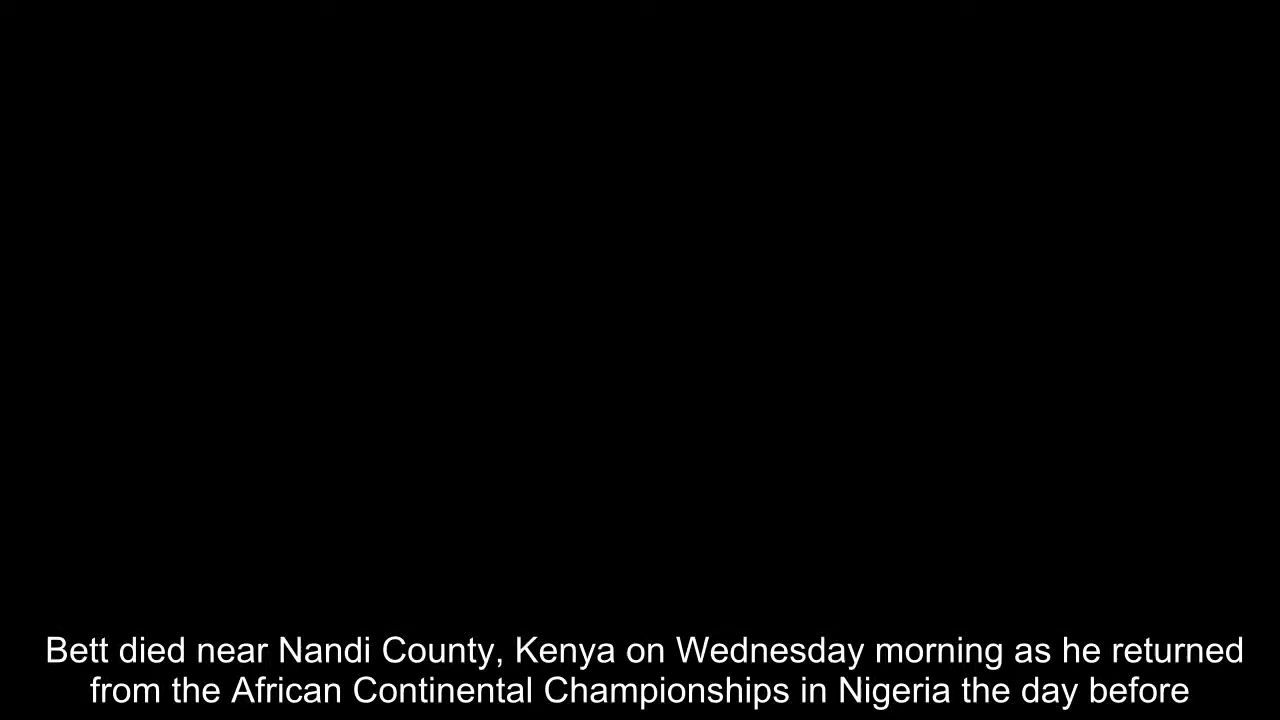 Bett died near Nandi County, Kenya on Wednesday morning as he returned
from the African Continental Championships in Nigeria the day before